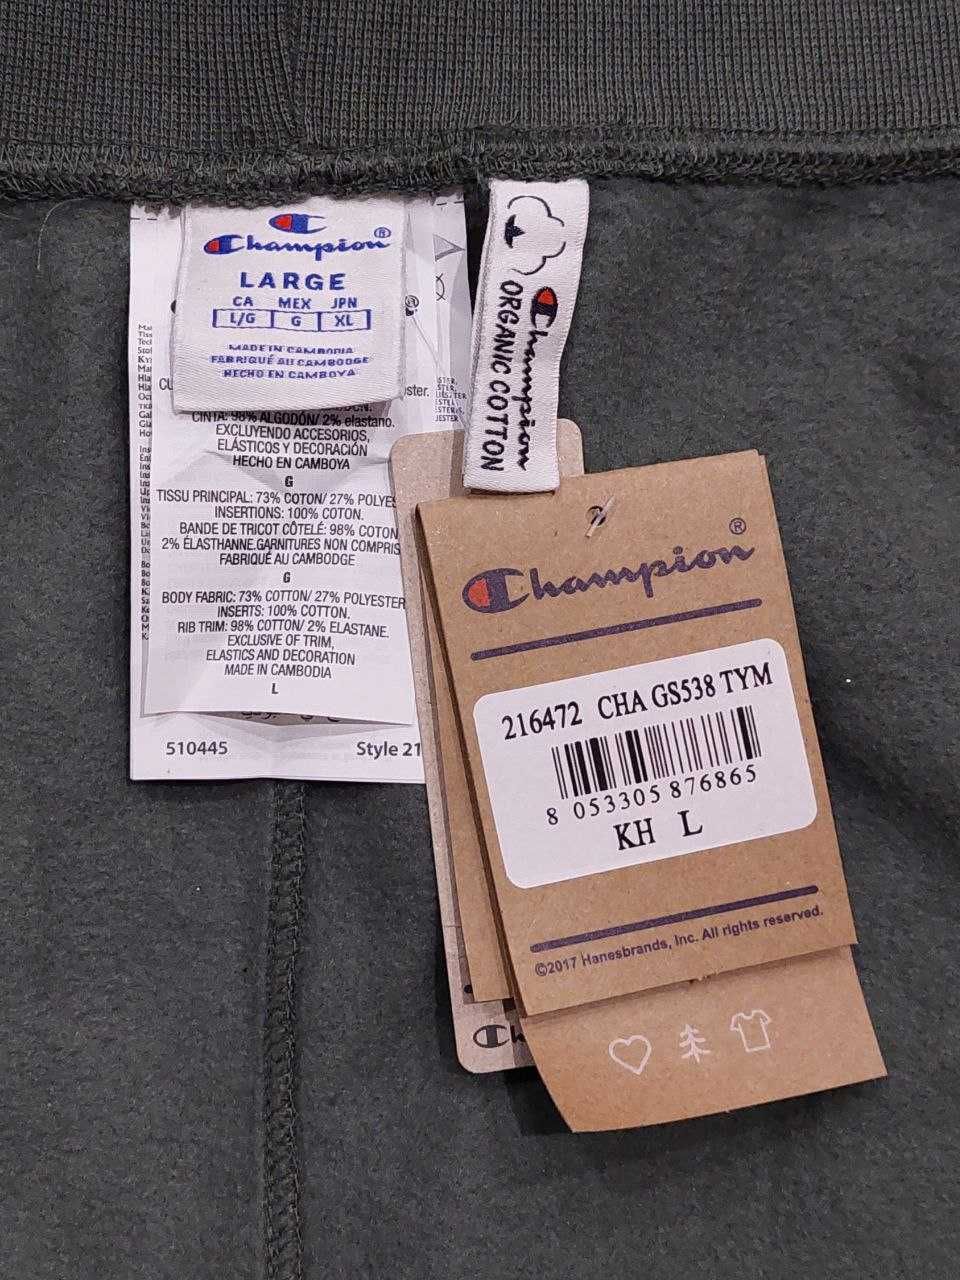 Champion®
LARGE
CA MEX JPN
L/G G XL
MADE IN CAMBODIA
FABRIQUÉ AU CAMBODGE
HECHO EN CAMBOYA
CINTA: 98% ALGODÓN/ 2% elastano.
EXCLUYENDO ACCESORIOS,
ELÁSTICOS Y DECORACIÓN
HECHO EN CAMBOYA
G
TISSU PRINCIPAL: 73% COTON/ 27% POLYES
INSERTIONS: 100% COTON.
BANDE DE TRICOT CÔTELÉ: 98% COTON
2% ÉLASTHANNE.GARNITURES NON COMPRIS
FABRIQUÉ AU CAMBODGE
G
BODY FABRIC: 73% COTTON/ 27% POLYESTER
INSERTS: 100% COTTON.
RIB TRIM: 98% COTTON/ 2% ELASTANE.
EXCLUSIVE OF TRIM,
ELASTICS AND DECORATION
MADE IN CAMBODIA
L
510445 Style 21
Champion
ORGANIC COTTON
Champion®
216472 CHA GS538 TYM
8 053305 876865
KH L
©2017 Hanesbrands, Inc. All rights reserved.